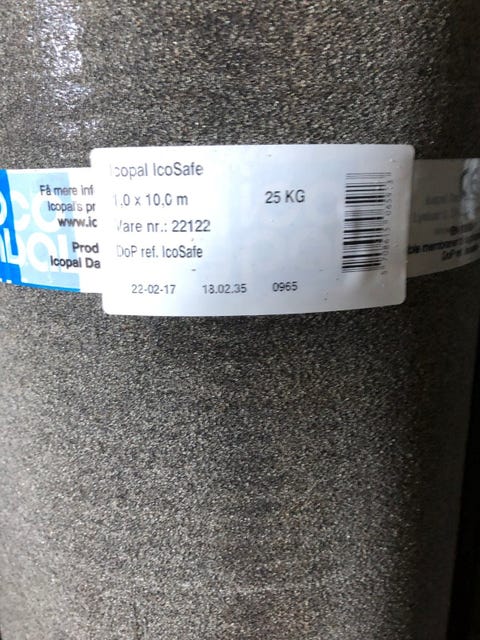 Icopal IcoSafe
1,0 x 10,0 m
25 KG
Vare nr.: 22122
DoP ref. IcoSafe
22-02-17 18.02.35 0965
Få mere inf
Icopal's pr
www.ic
Prod
Icopal Da